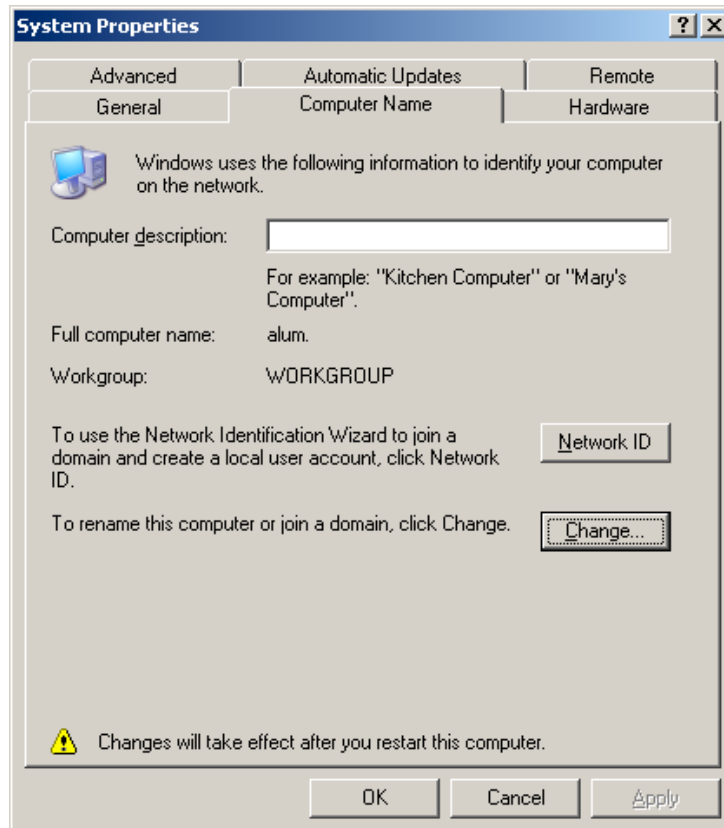 System Properties
Advanced Automatic Updates Remote
General Computer Name Hardware
Windows uses the following information to identify your computer
on the network.
Computer description:
For example: "Kitchen Computer" or "Mary's
Computer".
Full computer name: alum.
Workgroup: WORKGROUP
To use the Network Identification Wizard to join a
domain and create a local user account, click Network
ID.
Network ID
To rename this computer or join a domain, click Change.
Change...
Changes will take effect after you restart this computer.
OK Cancel Apply